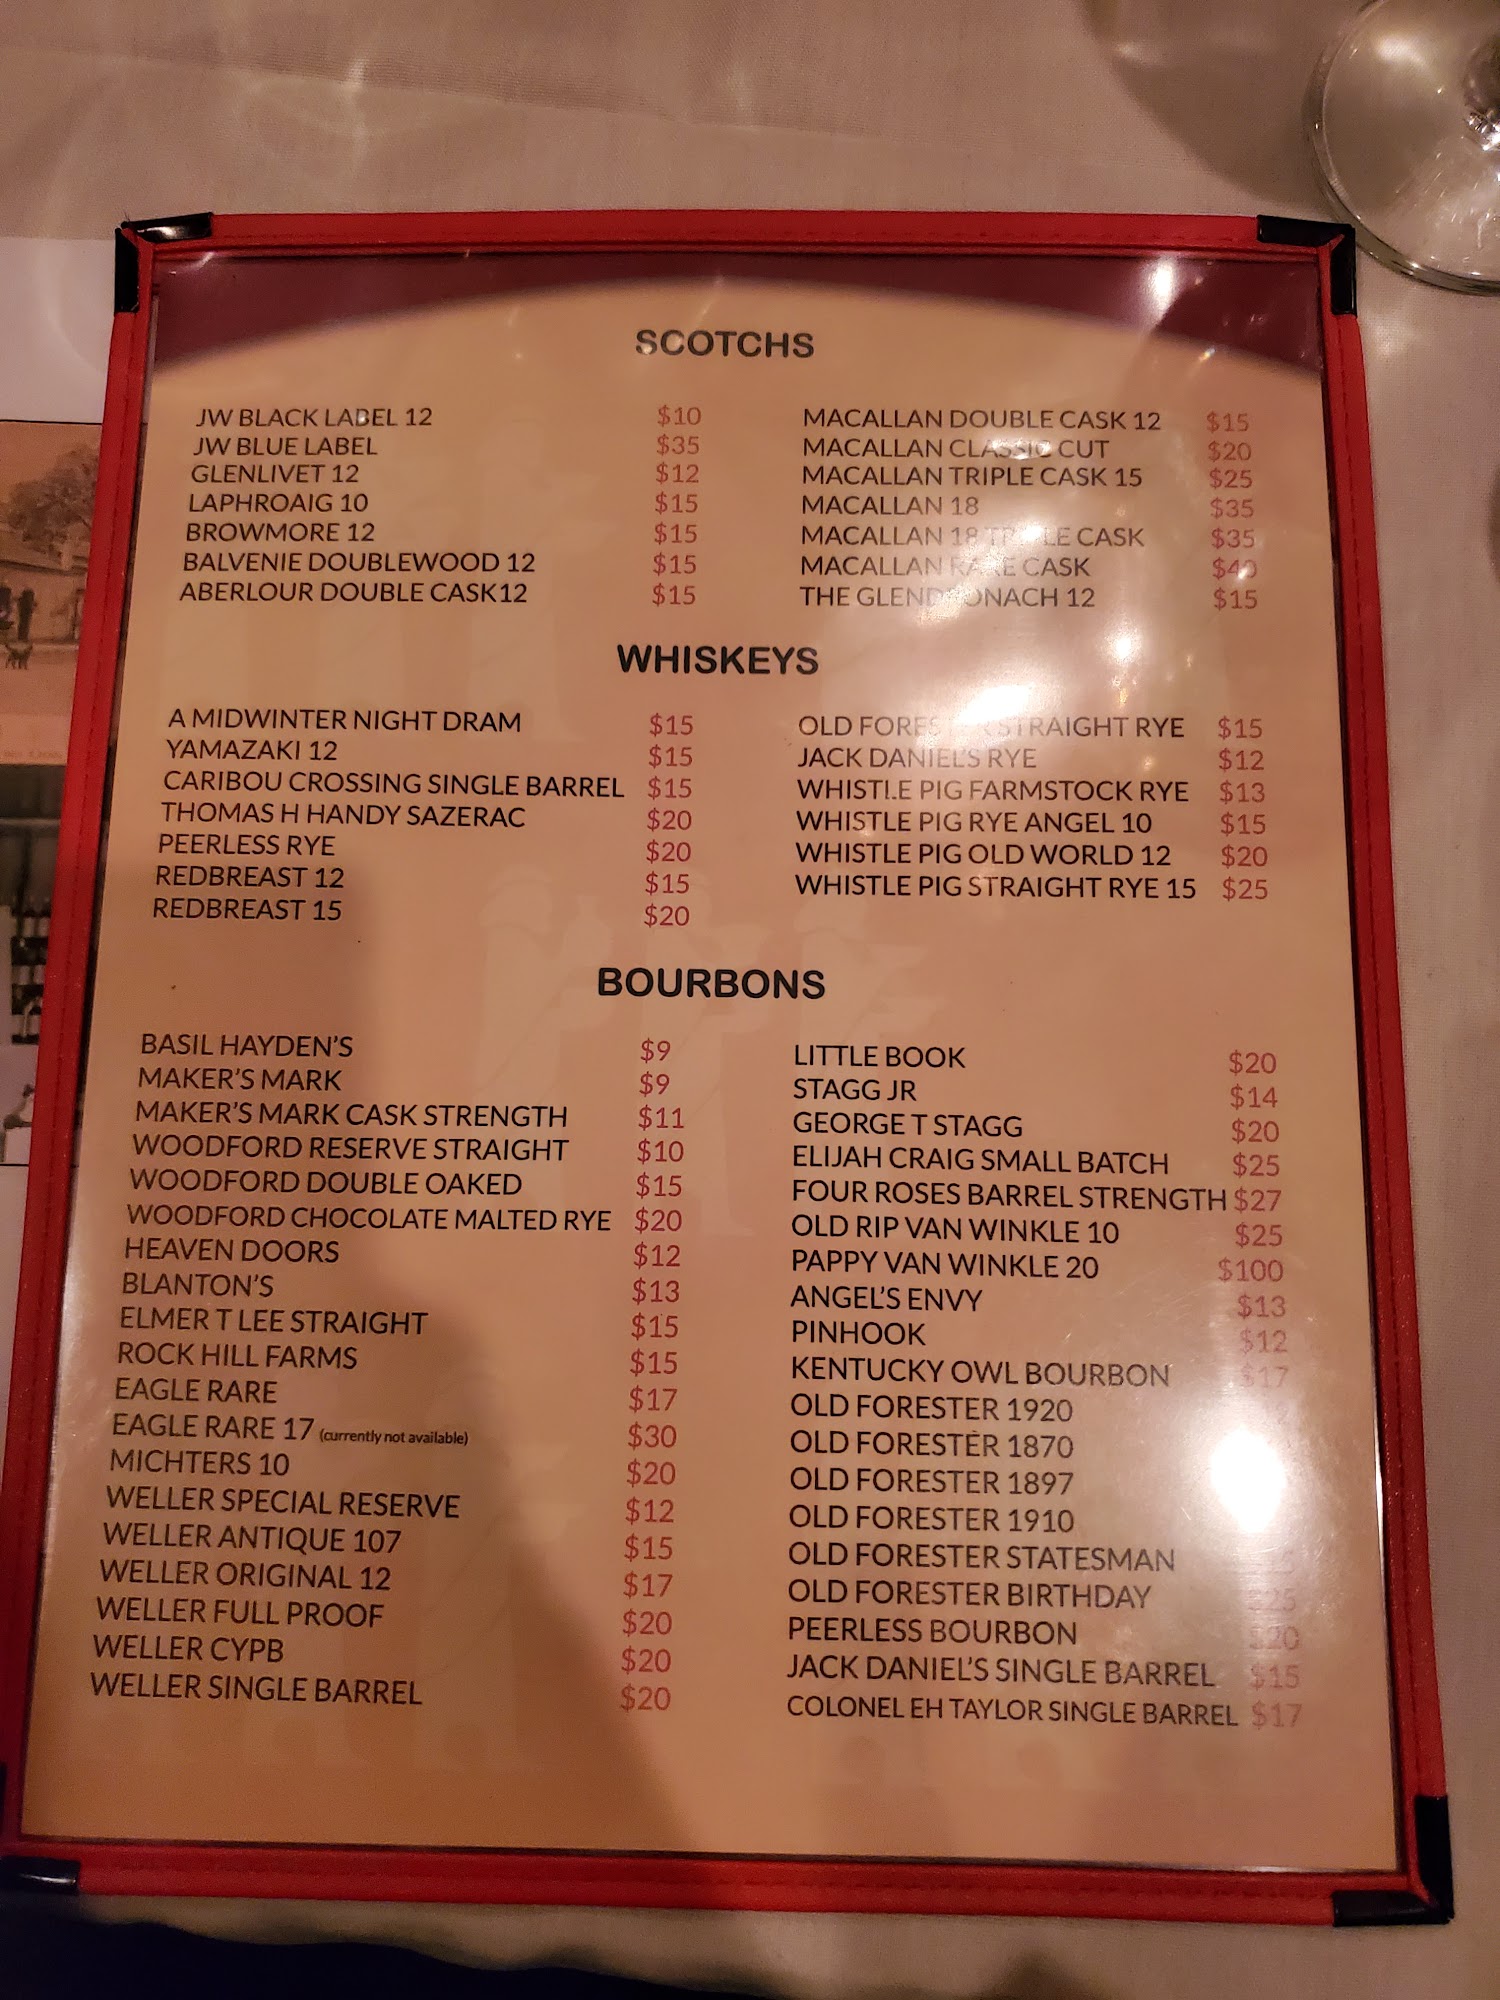 SCOTCHS
JW BLACK LABEL 12 $10
JW BLUE LABEL $35
GLENLIVET 12 $12
LAPHROAIG 10 $15
BROWMORE 12 $15
BALVENIE DOUBLEWOOD 12 $15
ABERLOUR DOUBLE CASK12 $15
MACALLAN DOUBLE CASK 12 $15
MACALLAN CLASSIC CUT $20
MACALLAN TRIPLE CASK 15 $25
MACALLAN 18 $35
MACALLAN 18 TRIPLE CASK $35
MACALLAN RARE CASK $40
THE GLENDRONACH 12 $15
WHISKEYS
A MIDWINTER NIGHT DRAM $15
YAMAZAKI 12 $15
CARIBOU CROSSING SINGLE BARREL $15
THOMAS H HANDY SAZERAC $20
PEERLESS RYE $20
REDBREAST 12 $15
REDBREAST 15 $20
OLD FORESTER STRAIGHT RYE $15
JACK DANIEL'S RYE $12
WHISTLE PIG FARMSTOCK RYE $13
WHISTLE PIG RYE ANGEL 10 $15
WHISTLE PIG OLD WORLD 12 $20
WHISTLE PIG STRAIGHT RYE 15 $25
BOURBONS
BASIL HAYDEN'S $9
MAKER'S MARK $9
MAKER'S MARK CASK STRENGTH $11
WOODFORD RESERVE STRAIGHT $10
WOODFORD DOUBLE OAKED $15
WOODFORD CHOCOLATE MALTED RYE $20
HEAVEN DOORS $12
BLANTON'S $13
ELMER T LEE STRAIGHT $15
ROCK HILL FARMS $15
EAGLE RARE $17
EAGLE RARE 17 (currently not available) $30
MICHTERS 10 $20
WELLER SPECIAL RESERVE $12
WELLER ANTIQUE 107 $15
WELLER ORIGINAL 12 $17
WELLER FULL PROOF $20
WELLER CYPB $20
WELLER SINGLE BARREL $20
LITTLE BOOK $20
STAGG JR $14
GEORGE T STAGG $20
ELIJAH CRAIG SMALL BATCH $25
FOUR ROSES BARREL STRENGTH $27
OLD RIP VAN WINKLE 10 $25
PAPPY VAN WINKLE 20 $100
ANGEL'S ENVY $13
PINHOOK $12
KENTUCKY OWL BOURBON $17
OLD FORESTER 1920
OLD FORESTER 1870
OLD FORESTER 1897
OLD FORESTER 1910
OLD FORESTER STATESMAN
OLD FORESTER BIRTHDAY $25
PEERLESS BOURBON $20
JACK DANIEL'S SINGLE BARREL $15
COLONEL EH TAYLOR SINGLE BARREL $17